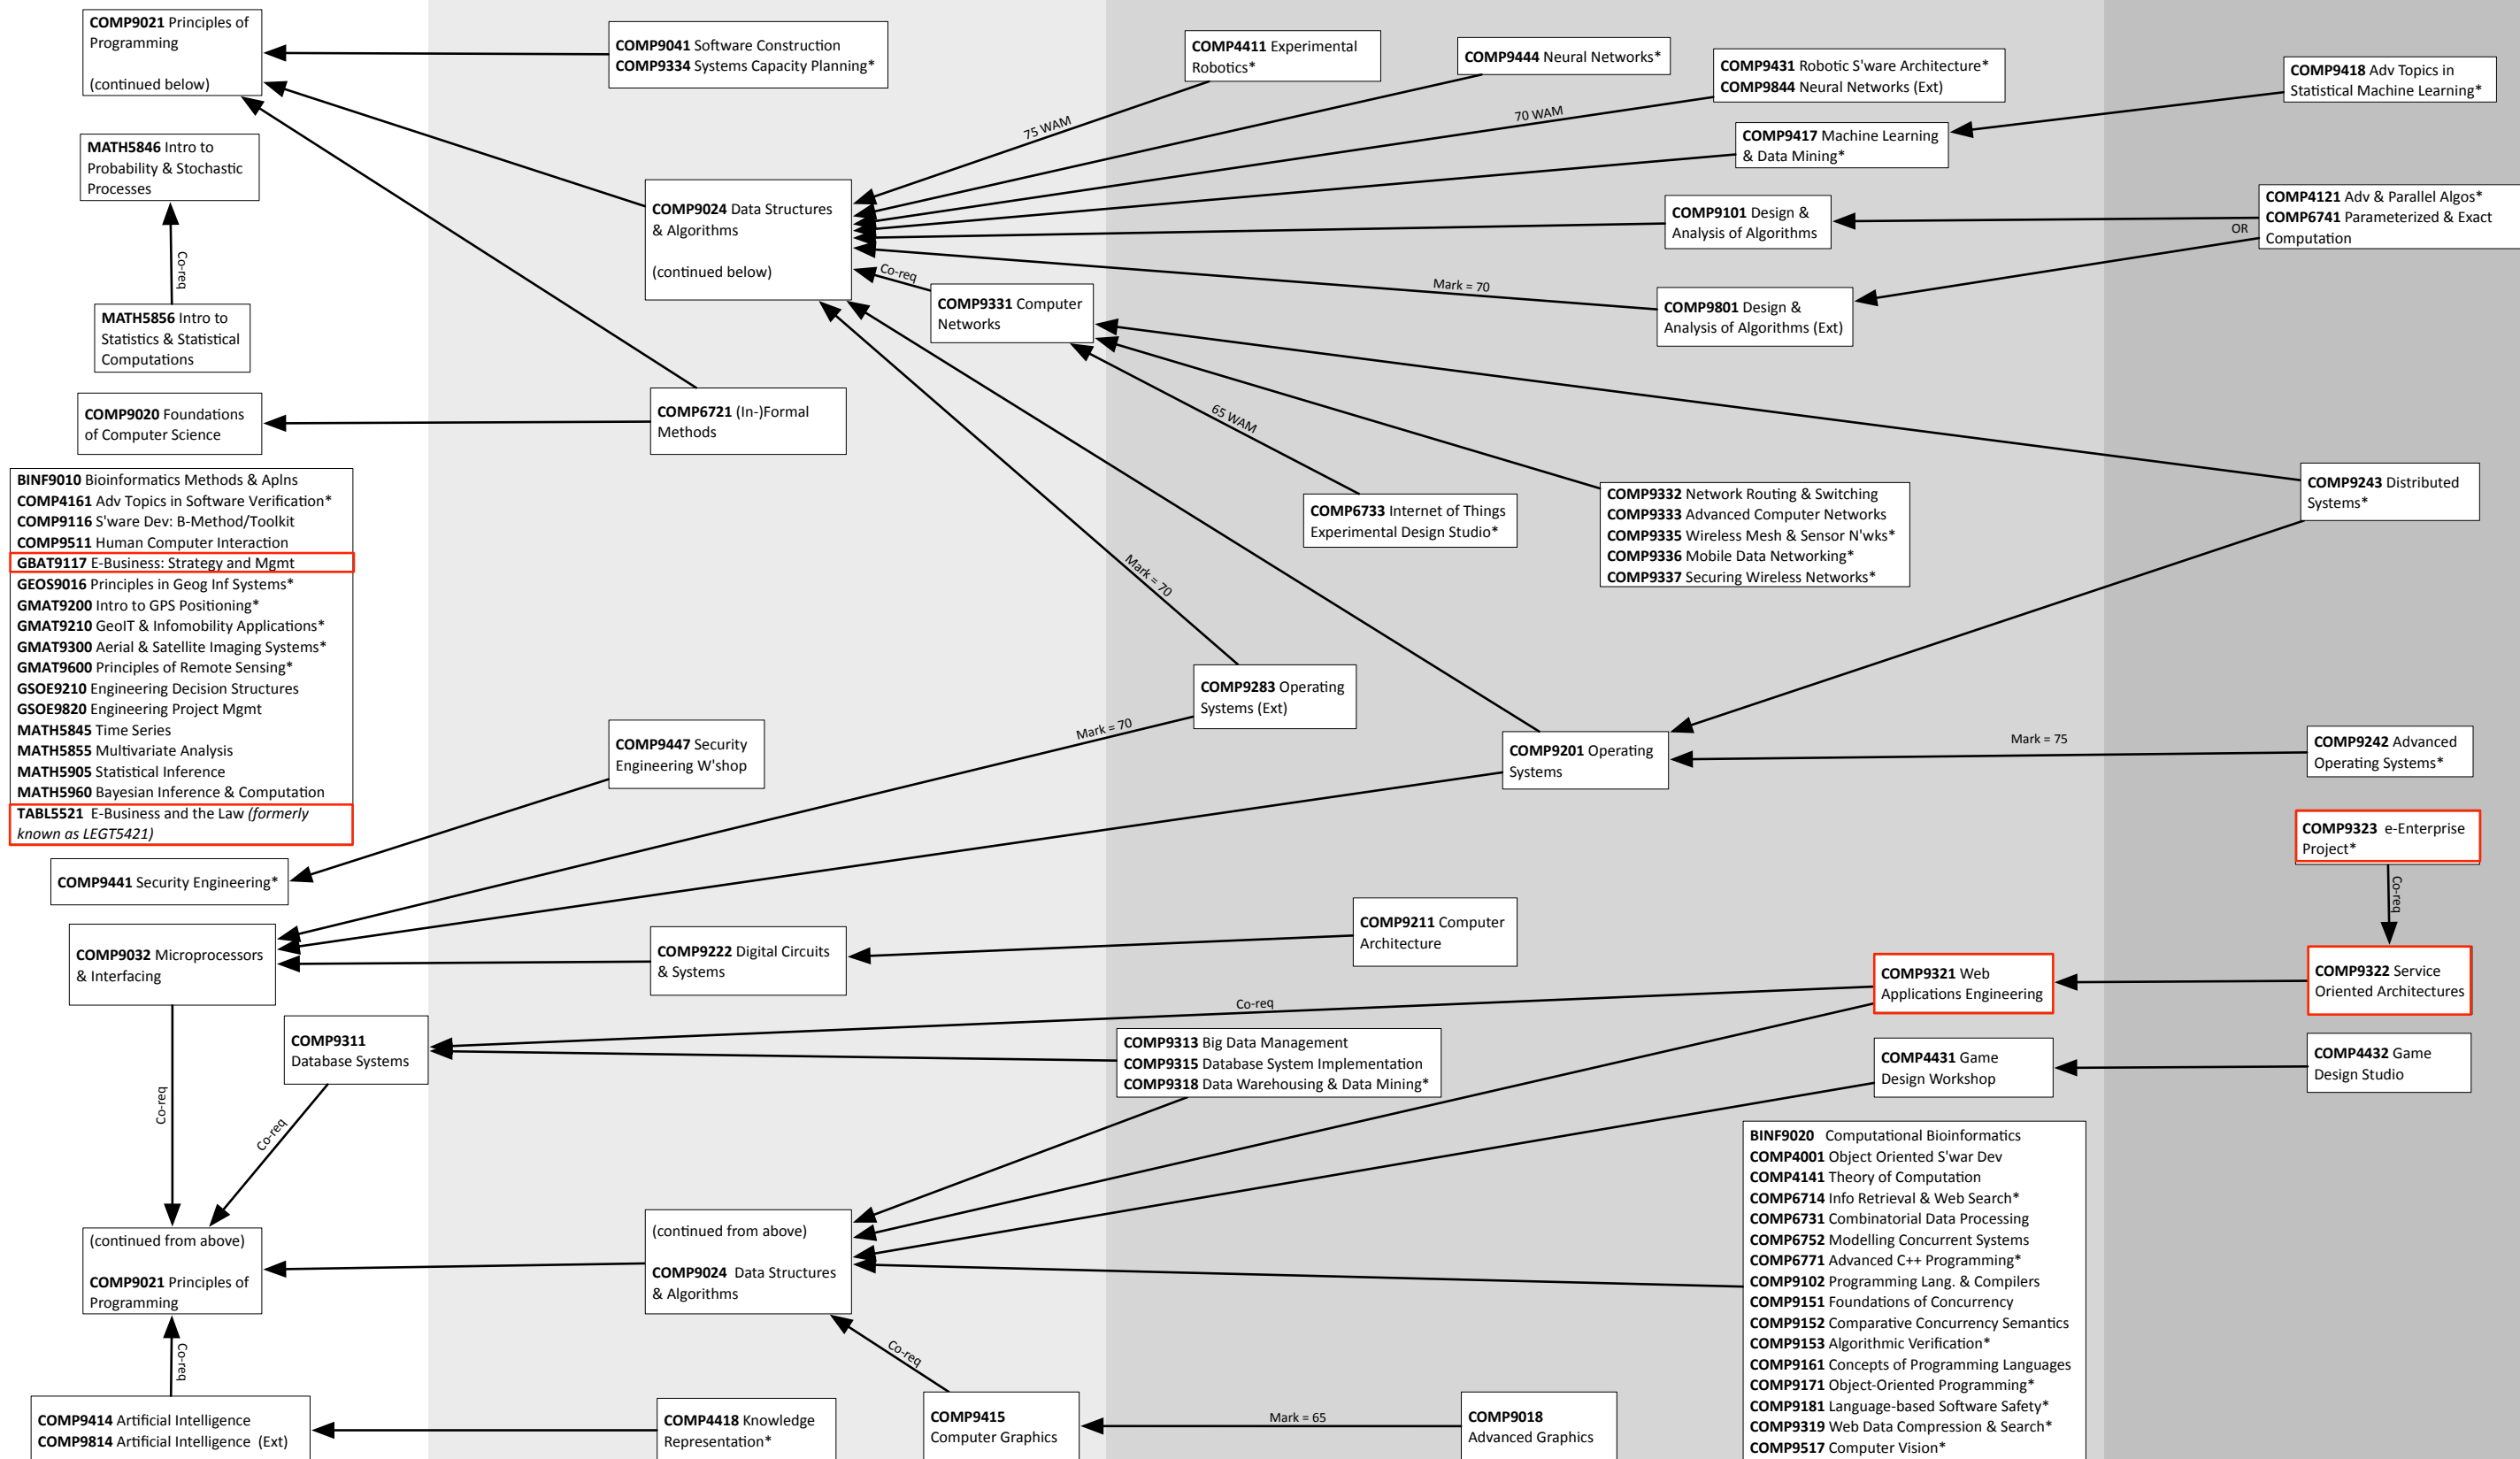 COMP9021 Principles of
Programming
(continued below)
COMP9041 Software Construction
COMP9334 Systems Capacity Planning*
COMP4411 Experimental
Robotics*
COMP9444 Neural Networks*
COMP9431 Robotic S'ware Architecture*
COMP9844 Neural Networks (Ext)
COMP9418 Adv Topics in
Statistical Machine Learning*
75 WAM
70 WAM
COMP9417 Machine Learning
& Data Mining*
MATH5846 Intro to
Probability & Stochastic
Processes
COMP9024 Data Structures
& Algorithms
(continued below)
COMP9101 Design &
Analysis of Algorithms
COMP4121 Adv & Parallel Algos*
COMP6741 Parameterized & Exact
Computation
OR
Co-req
Co-req
Mark = 70
MATH5856 Intro to
Statistics & Statistical
Computations
COMP9331 Computer
Networks
COMP9801 Design &
Analysis of Algorithms (Ext)
COMP9020 Foundations
of Computer Science
COMP6721 (In-)Formal
Methods
65 WAM
BINF9010 Bioinformatics Methods & Aplns
COMP4161 Adv Topics in Software Verification*
COMP9116 S'ware Dev: B-Method/Toolkit
COMP9511 Human Computer Interaction
GBAT9117 E-Business: Strategy and Mgmt
GEOS9016 Principles in Geog Inf Systems*
GMAT9200 Intro to GPS Positioning*
GMAT9210 GeoIT & Infomobility Applications*
GMAT9300 Aerial & Satellite Imaging Systems*
GMAT9600 Principles of Remote Sensing*
GSOE9210 Engineering Decision Structures
GSOE9820 Engineering Project Mgmt
MATH5845 Time Series
MATH5855 Multivariate Analysis
MATH5905 Statistical Inference
MATH5960 Bayesian Inference & Computation
TABL5521 E-Business and the Law (formerly
known as LEGT5421)
COMP6733 Internet of Things
Experimental Design Studio*
COMP9332 Network Routing & Switching
COMP9333 Advanced Computer Networks
COMP9335 Wireless Mesh & Sensor N'wks*
COMP9336 Mobile Data Networking*
COMP9337 Securing Wireless Networks*
COMP9243 Distributed
Systems*
Mark = 70
COMP9283 Operating
Systems (Ext)
Mark = 70
COMP9447 Security
Engineering W'shop
COMP9201 Operating
Systems
Mark = 75
COMP9242 Advanced
Operating Systems*
COMP9323 e-Enterprise
Project*
Co-req
COMP9441 Security Engineering*
COMP9032 Microprocessors
& Interfacing
COMP9222 Digital Circuits
& Systems
COMP9211 Computer
Architecture
COMP9321 Web
Applications Engineering
COMP9322 Service
Oriented Architectures
Co-req
COMP9311
Database Systems
COMP9313 Big Data Management
COMP9315 Database System Implementation
COMP9318 Data Warehousing & Data Mining*
COMP4431 Game
Design Workshop
COMP4432 Game
Design Studio
Co-req
Co-req
(continued from above)
COMP9021 Principles of
Programming
(continued from above)
COMP9024 Data Structures
& Algorithms
BINF9020 Computational Bioinformatics
COMP4001 Object Oriented S'war Dev
COMP4141 Theory of Computation
COMP6714 Info Retrieval & Web Search*
COMP6731 Combinatorial Data Processing
COMP6752 Modelling Concurrent Systems
COMP6771 Advanced C++ Programming*
COMP9102 Programming Lang. & Compilers
COMP9151 Foundations of Concurrency
COMP9152 Comparative Concurrency Semantics
COMP9153 Algorithmic Verification*
COMP9161 Concepts of Programming Languages
COMP9171 Object-Oriented Programming*
COMP9181 Language-based Software Safety*
COMP9319 Web Data Compression & Search*
COMP9517 Computer Vision*
Co-req
Co-req
COMP9414 Artificial Intelligence
COMP9814 Artificial Intelligence (Ext)
COMP4418 Knowledge
Representation*
COMP9415
Computer Graphics
Mark = 65
COMP9018
Advanced Graphics